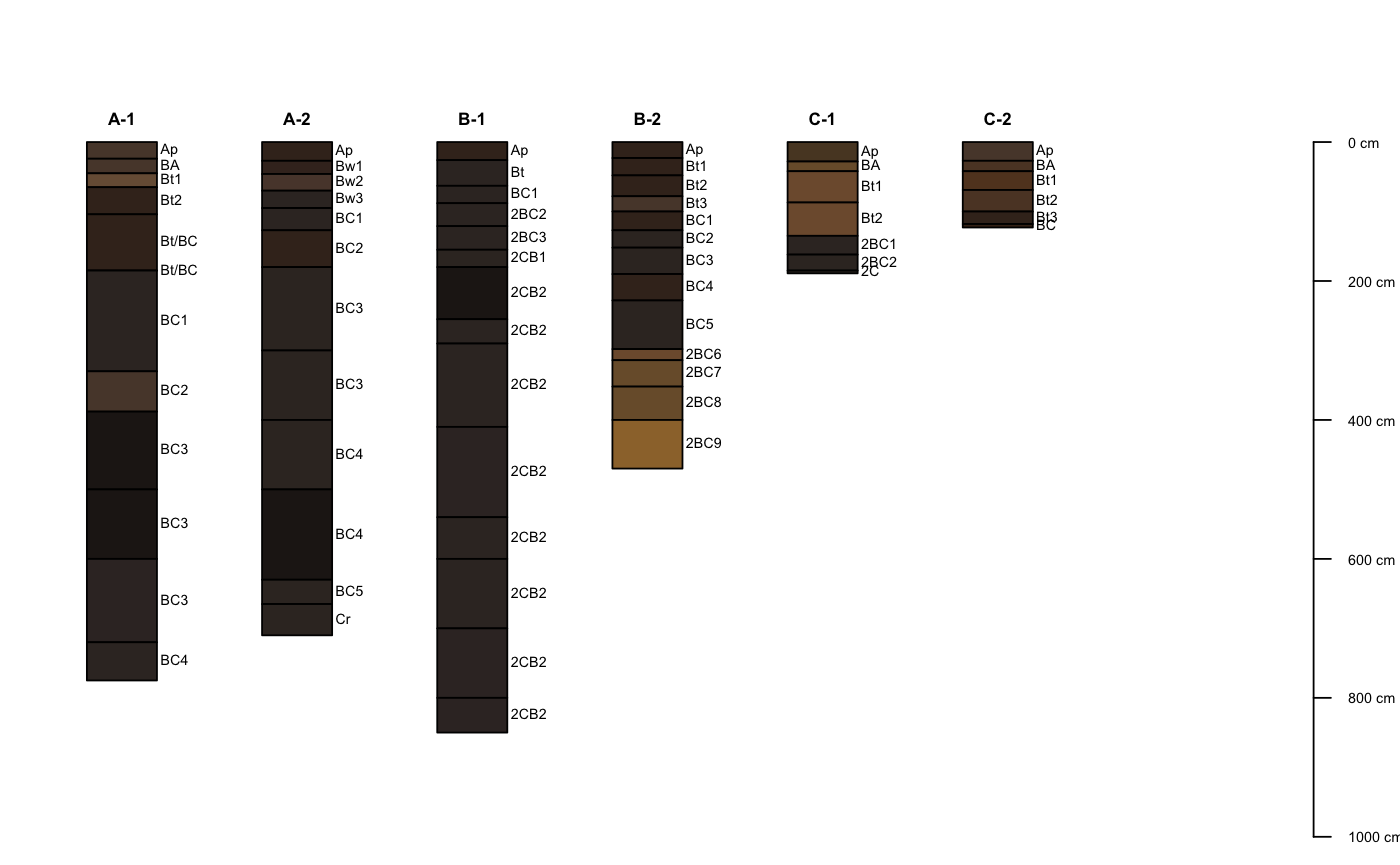 A-1
A-2
B-1
B-2
C-1
C-2
Ap
BA
Bt1
Bt2
Bt/BC
Bt/BC
BC1
BC2
BC3
BC3
BC3
BC4
Ap
Bw1
Bw2
Bw3
BC1
BC2
BC3
BC3
BC4
BC4
BC5
Cr
Ap
Bt
BC1
2BC2
2BC3
2CB1
2CB2
2CB2
2CB2
2CB2
2CB2
2CB2
2CB2
2CB2
Ap
Bt1
Bt2
Bt3
BC1
BC2
BC3
BC4
BC5
2BC6
2BC7
2BC8
2BC9
Ap
BA
Bt1
Bt2
2BC1
2BC2
2C
Ap
BA
Bt1
Bt2
Bt3
BC
0 cm
200 cm
400 cm
600 cm
800 cm
1000 cm